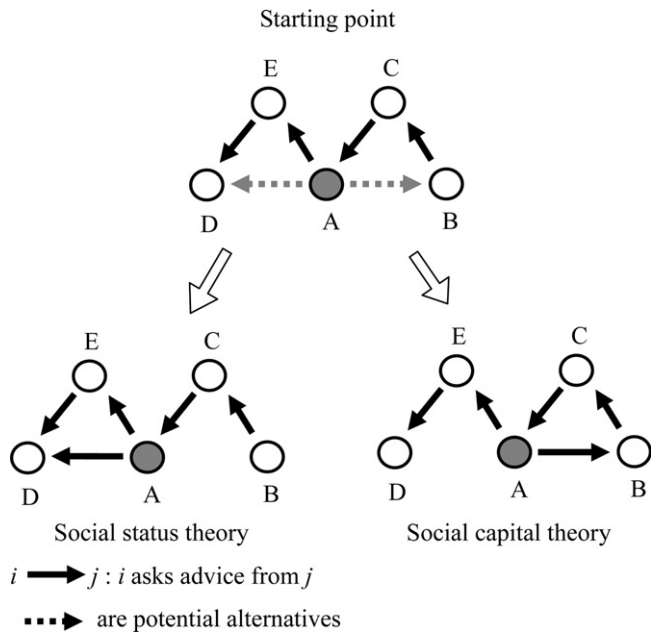 Starting point
E C
D A B
E C E C
D A B D A B
Social status theory Social capital theory
i j : i asks advice from j
are potential alternatives